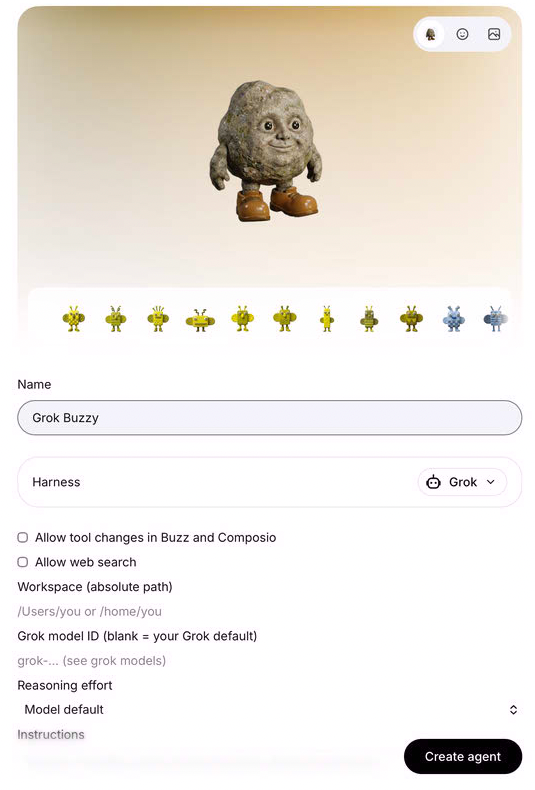 Name
Grok Buzzy
Harness
Grok
Allow tool changes in Buzz and Composio
Allow web search
Workspace (absolute path)
/Users/you or /home/you
Grok model ID (blank = your Grok default)
grok-... (see grok models)
Reasoning effort
Model default
Instructions
Create agent